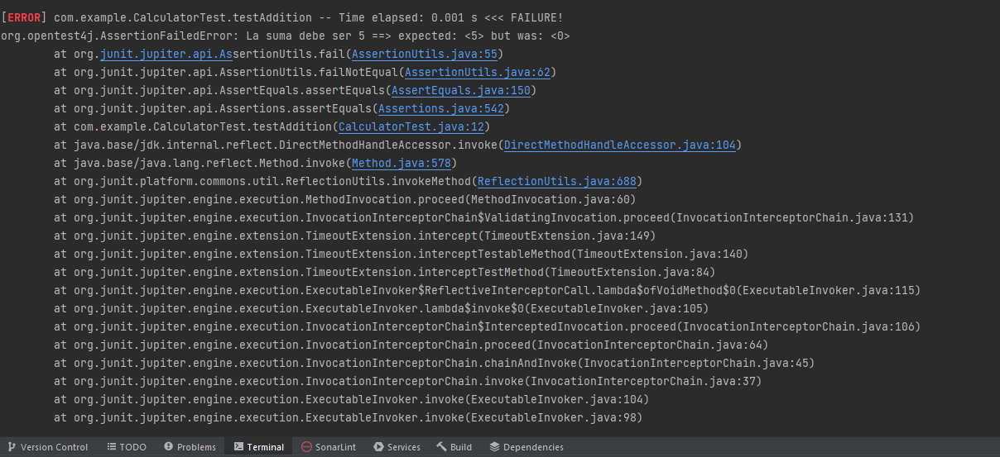 [ERROR] com.example.CalculatorTest.testAddition -- Time elapsed: 0.001 s <<< FAILURE!
org.opentest4j.AssertionFailedError: La suma debe ser 5 ==> expected: <5> but was: <0>
at org.junit.jupiter.api.AssertionUtils.fail(AssertionUtils.java:55)
at org.junit.jupiter.api.AssertionUtils.failNotEqual(AssertionUtils.java:62)
at org.junit.jupiter.api.AssertEquals.assertEquals(AssertEquals.java:150)
at org.junit.jupiter.api.Assertions.assertEquals(Assertions.java:542)
at com.example.CalculatorTest.testAddition(CalculatorTest.java:12)
at java.base/jdk.internal.reflect.DirectMethodHandleAccessor.invoke(DirectMethodHandleAccessor.java:104)
at java.base/java.lang.reflect.Method.invoke(Method.java:578)
at org.junit.platform.commons.util.ReflectionUtils.invokeMethod(ReflectionUtils.java:688)
at org.junit.jupiter.engine.execution.MethodInvocation.proceed(MethodInvocation.java:60)
at org.junit.jupiter.engine.execution.InvocationInterceptorChain$ValidatingInvocation.proceed(InvocationInterceptorChain.java:131)
at org.junit.jupiter.engine.extension.TimeoutExtension.intercept(TimeoutExtension.java:149)
at org.junit.jupiter.engine.extension.TimeoutExtension.interceptTestableMethod(TimeoutExtension.java:140)
at org.junit.jupiter.engine.extension.TimeoutExtension.interceptTestMethod(TimeoutExtension.java:84)
at org.junit.jupiter.engine.execution.ExecutableInvoker$ReflectiveInterceptorCall.lambda$ofVoidMethod$0(ExecutableInvoker.java:115)
at org.junit.jupiter.engine.execution.ExecutableInvoker.lambda$invoke$0(ExecutableInvoker.java:105)
at org.junit.jupiter.engine.execution.InvocationInterceptorChain$InterceptedInvocation.proceed(InvocationInterceptorChain.java:106)
at org.junit.jupiter.engine.execution.InvocationInterceptorChain.proceed(InvocationInterceptorChain.java:64)
at org.junit.jupiter.engine.execution.InvocationInterceptorChain.chainAndInvoke(InvocationInterceptorChain.java:45)
at org.junit.jupiter.engine.execution.InvocationInterceptorChain.invoke(InvocationInterceptorChain.java:37)
at org.junit.jupiter.engine.execution.ExecutableInvoker.invoke(ExecutableInvoker.java:104)
at org.junit.jupiter.engine.execution.ExecutableInvoker.invoke(ExecutableInvoker.java:98)
Version Control TODO Problems Terminal SonarLint Services Build Dependencies